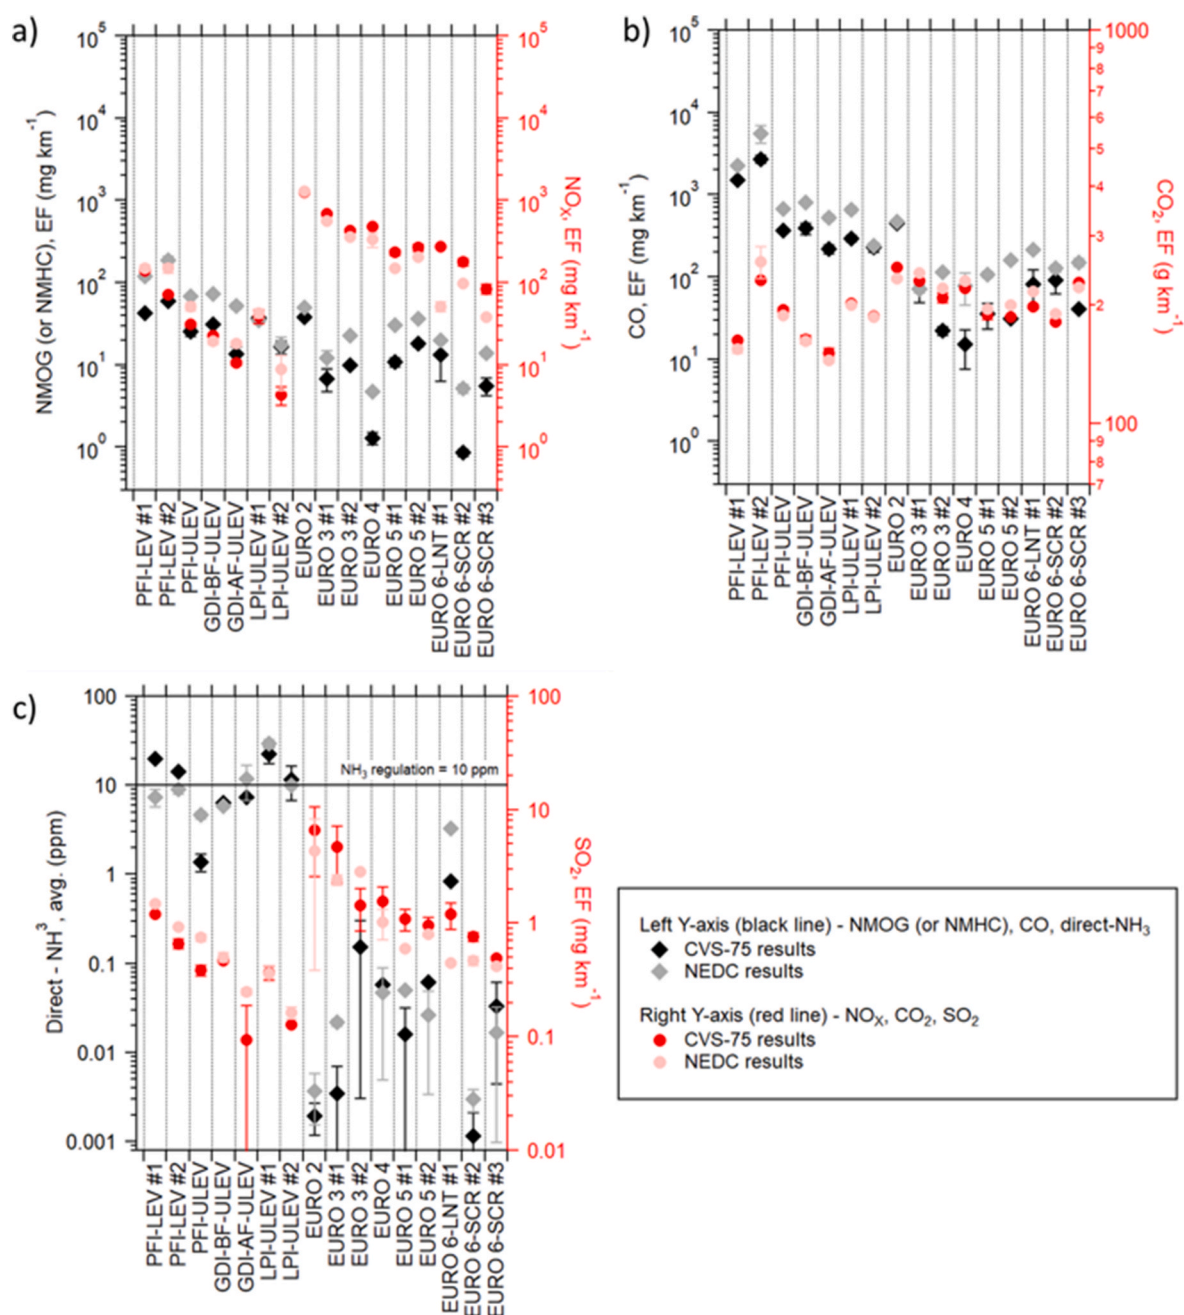 a)
NMOG (or NMHC), EF (mg km⁻¹)
10⁵
10⁴
10³
10²
10¹
10⁰
10⁵
10⁴
10³
10²
10¹
10⁰
NOₓ, EF (mg km⁻¹)
PFI-LEV #1
PFI-LEV #2
PFI-ULEV
GDI-BF-ULEV
GDI-AF-ULEV
LPI-ULEV #1
LPI-ULEV #2
EURO 2
EURO 3 #1
EURO 3 #2
EURO 4
EURO 5 #1
EURO 5 #2
EURO 6-LNT #1
EURO 6-SCR #2
EURO 6-SCR #3
b)
CO, EF (mg km⁻¹)
10⁵
10⁴
10³
10²
10¹
10⁰
1000
9
8
7
6
5
4
3
2
100
9
8
7
CO₂, EF (g km⁻¹)
PFI-LEV #1
PFI-LEV #2
PFI-ULEV
GDI-BF-ULEV
GDI-AF-ULEV
LPI-ULEV #1
LPI-ULEV #2
EURO 2
EURO 3 #1
EURO 3 #2
EURO 4
EURO 5 #1
EURO 5 #2
EURO 6-LNT #1
EURO 6-SCR #2
EURO 6-SCR #3
c)
Direct - NH³, avg. (ppm)
100
10
1
0.1
0.01
0.001
NH₃ regulation = 10 ppm
100
10
1
0.1
0.01
SO₂, EF (mg km⁻¹)
PFI-LEV #1
PFI-LEV #2
PFI-ULEV
GDI-BF-ULEV
GDI-AF-ULEV
LPI-ULEV #1
LPI-ULEV #2
EURO 2
EURO 3 #1
EURO 3 #2
EURO 4
EURO 5 #1
EURO 5 #2
EURO 6-LNT #1
EURO 6-SCR #2
EURO 6-SCR #3
Left Y-axis (black line) - NMOG (or NMHC), CO, direct-NH₃
CVS-75 results
NEDC results
Right Y-axis (red line) - NOₓ, CO₂, SO₂
CVS-75 results
NEDC results